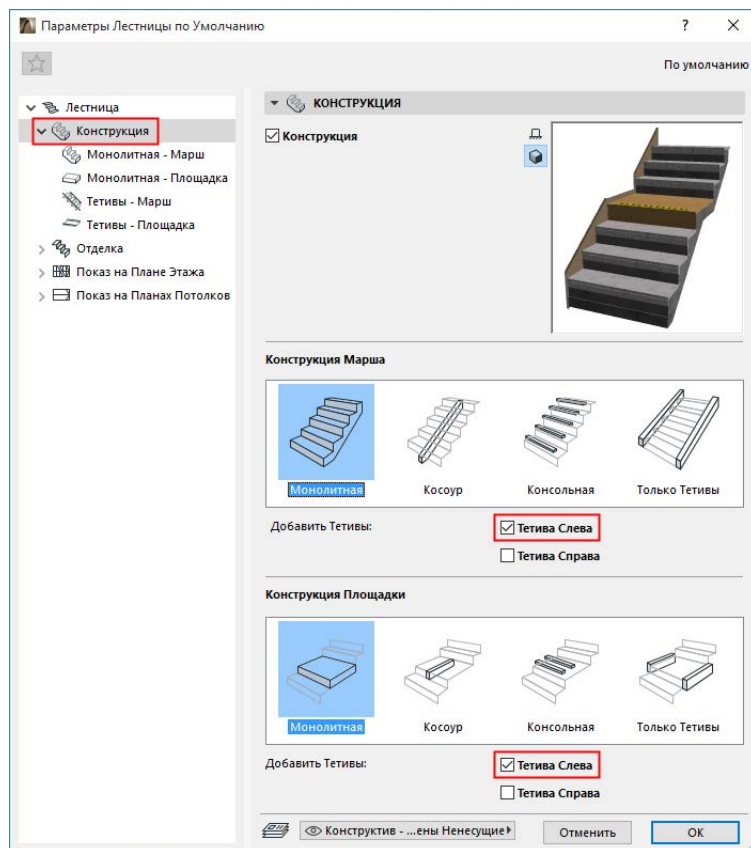 Параметры Лестницы по Умолчанию
?
По умолчанию
Лестница
Конструкция
Монолитная - Марш
Монолитная - Площадка
Тетивы - Марш
Тетивы - Площадка
Отделка
Показ на Плане Этажа
Показ на Планах Потолков
КОНСТРУКЦИЯ
Конструкция
Конструкция Марша
Монолитная Косоур Консольная Только Тетивы
Добавить Тетивы: Тетива Слева
Тетива Справа
Конструкция Площадки
Монолитная Косоур Консольная Только Тетивы
Добавить Тетивы: Тетива Слева
Тетива Справа
Конструктив - ...ены Ненесущие Отменить ОК